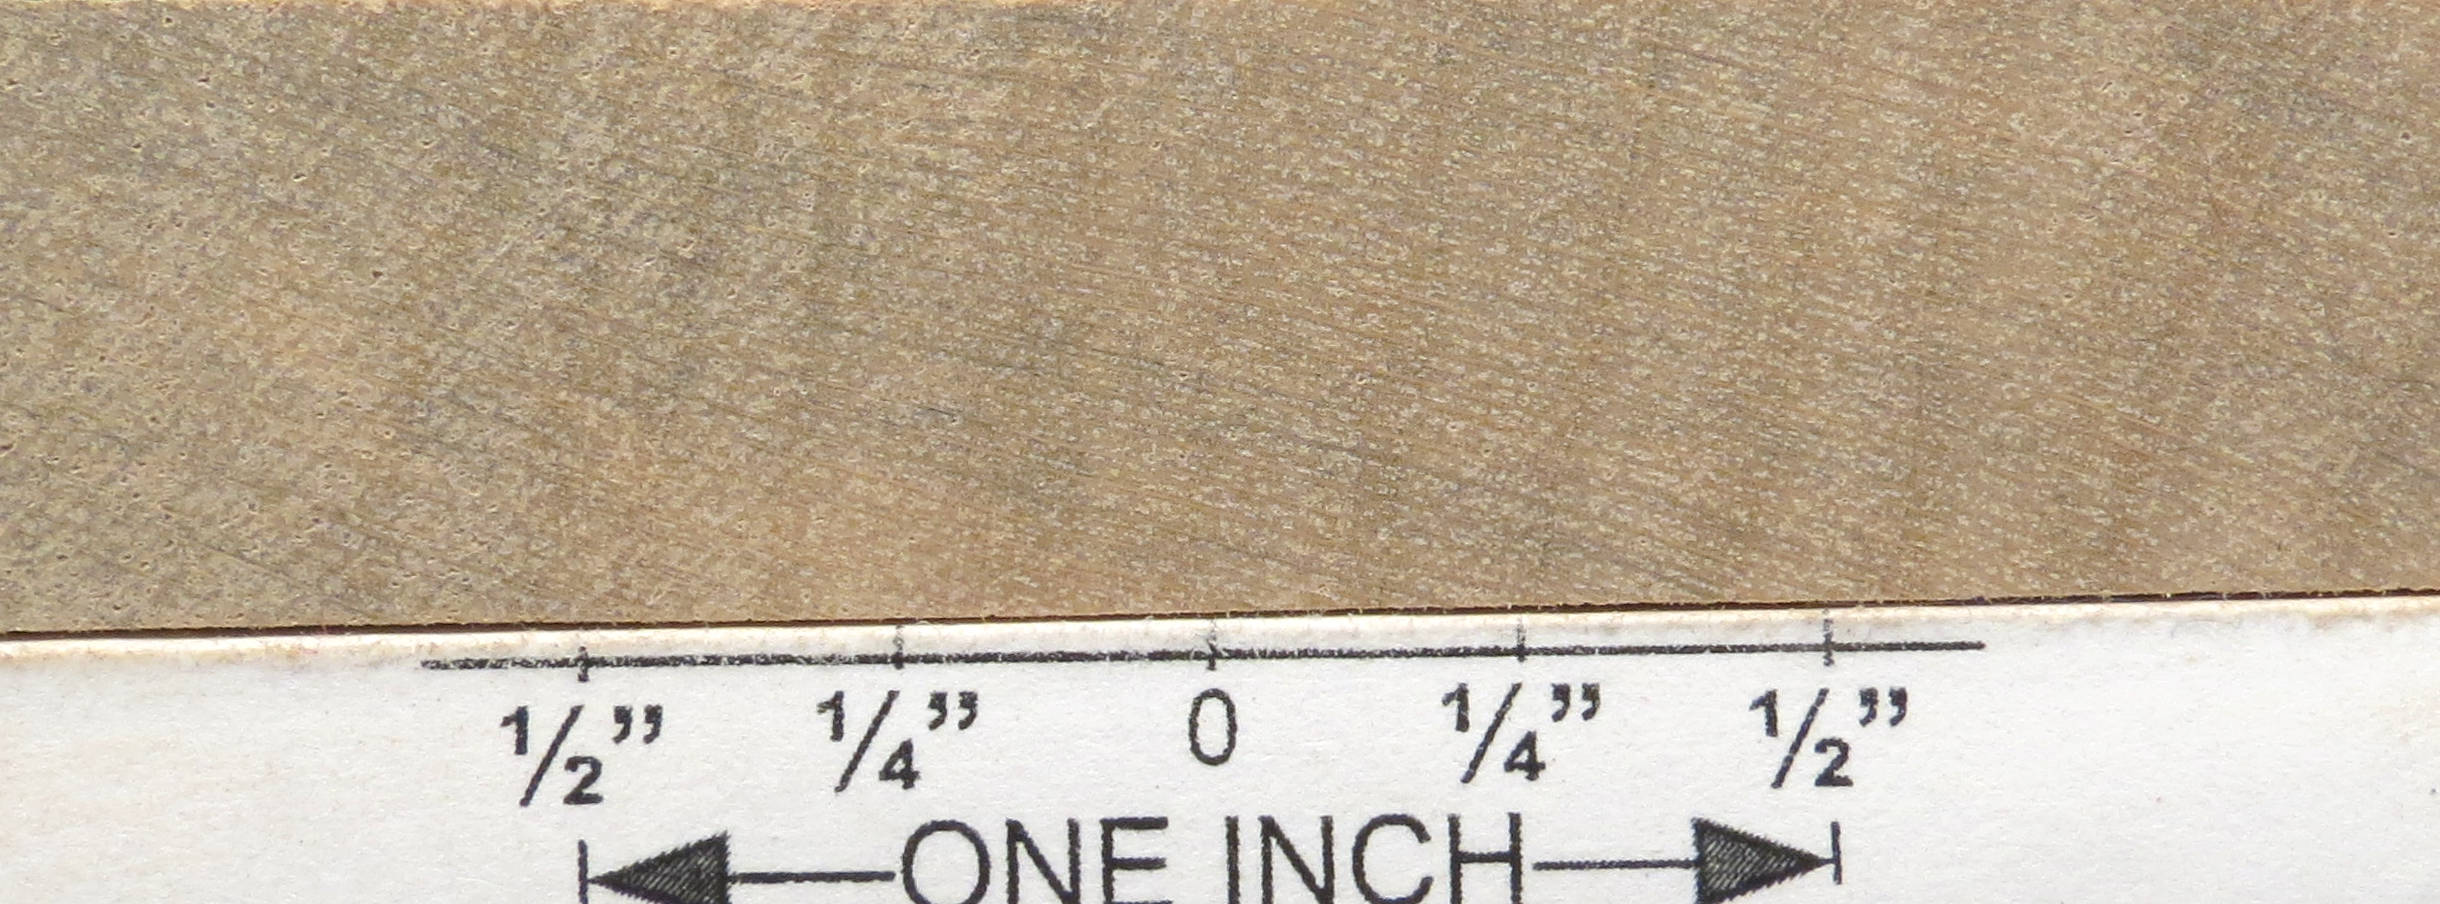 1/2” 1/4” 0 1/4” 1/2”
ONE INCH